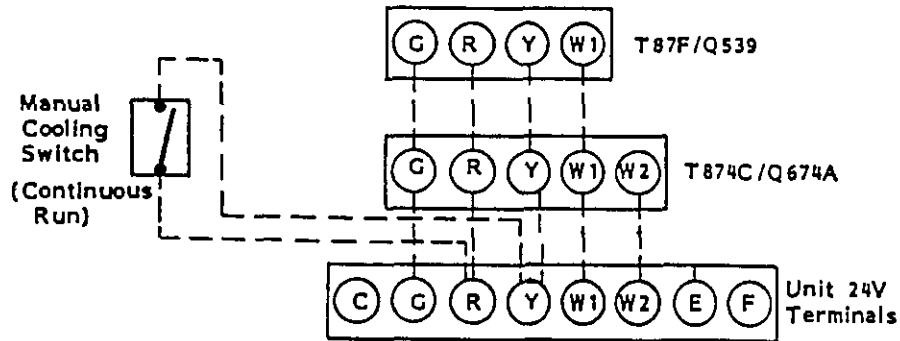 G R Y W1 T87F/Q539
Manual
Cooling
Switch
(Continuous
Run)
G R Y W1 W2 T874C/Q674A
C G R Y W1 W2 E F
Unit 24V
Terminals